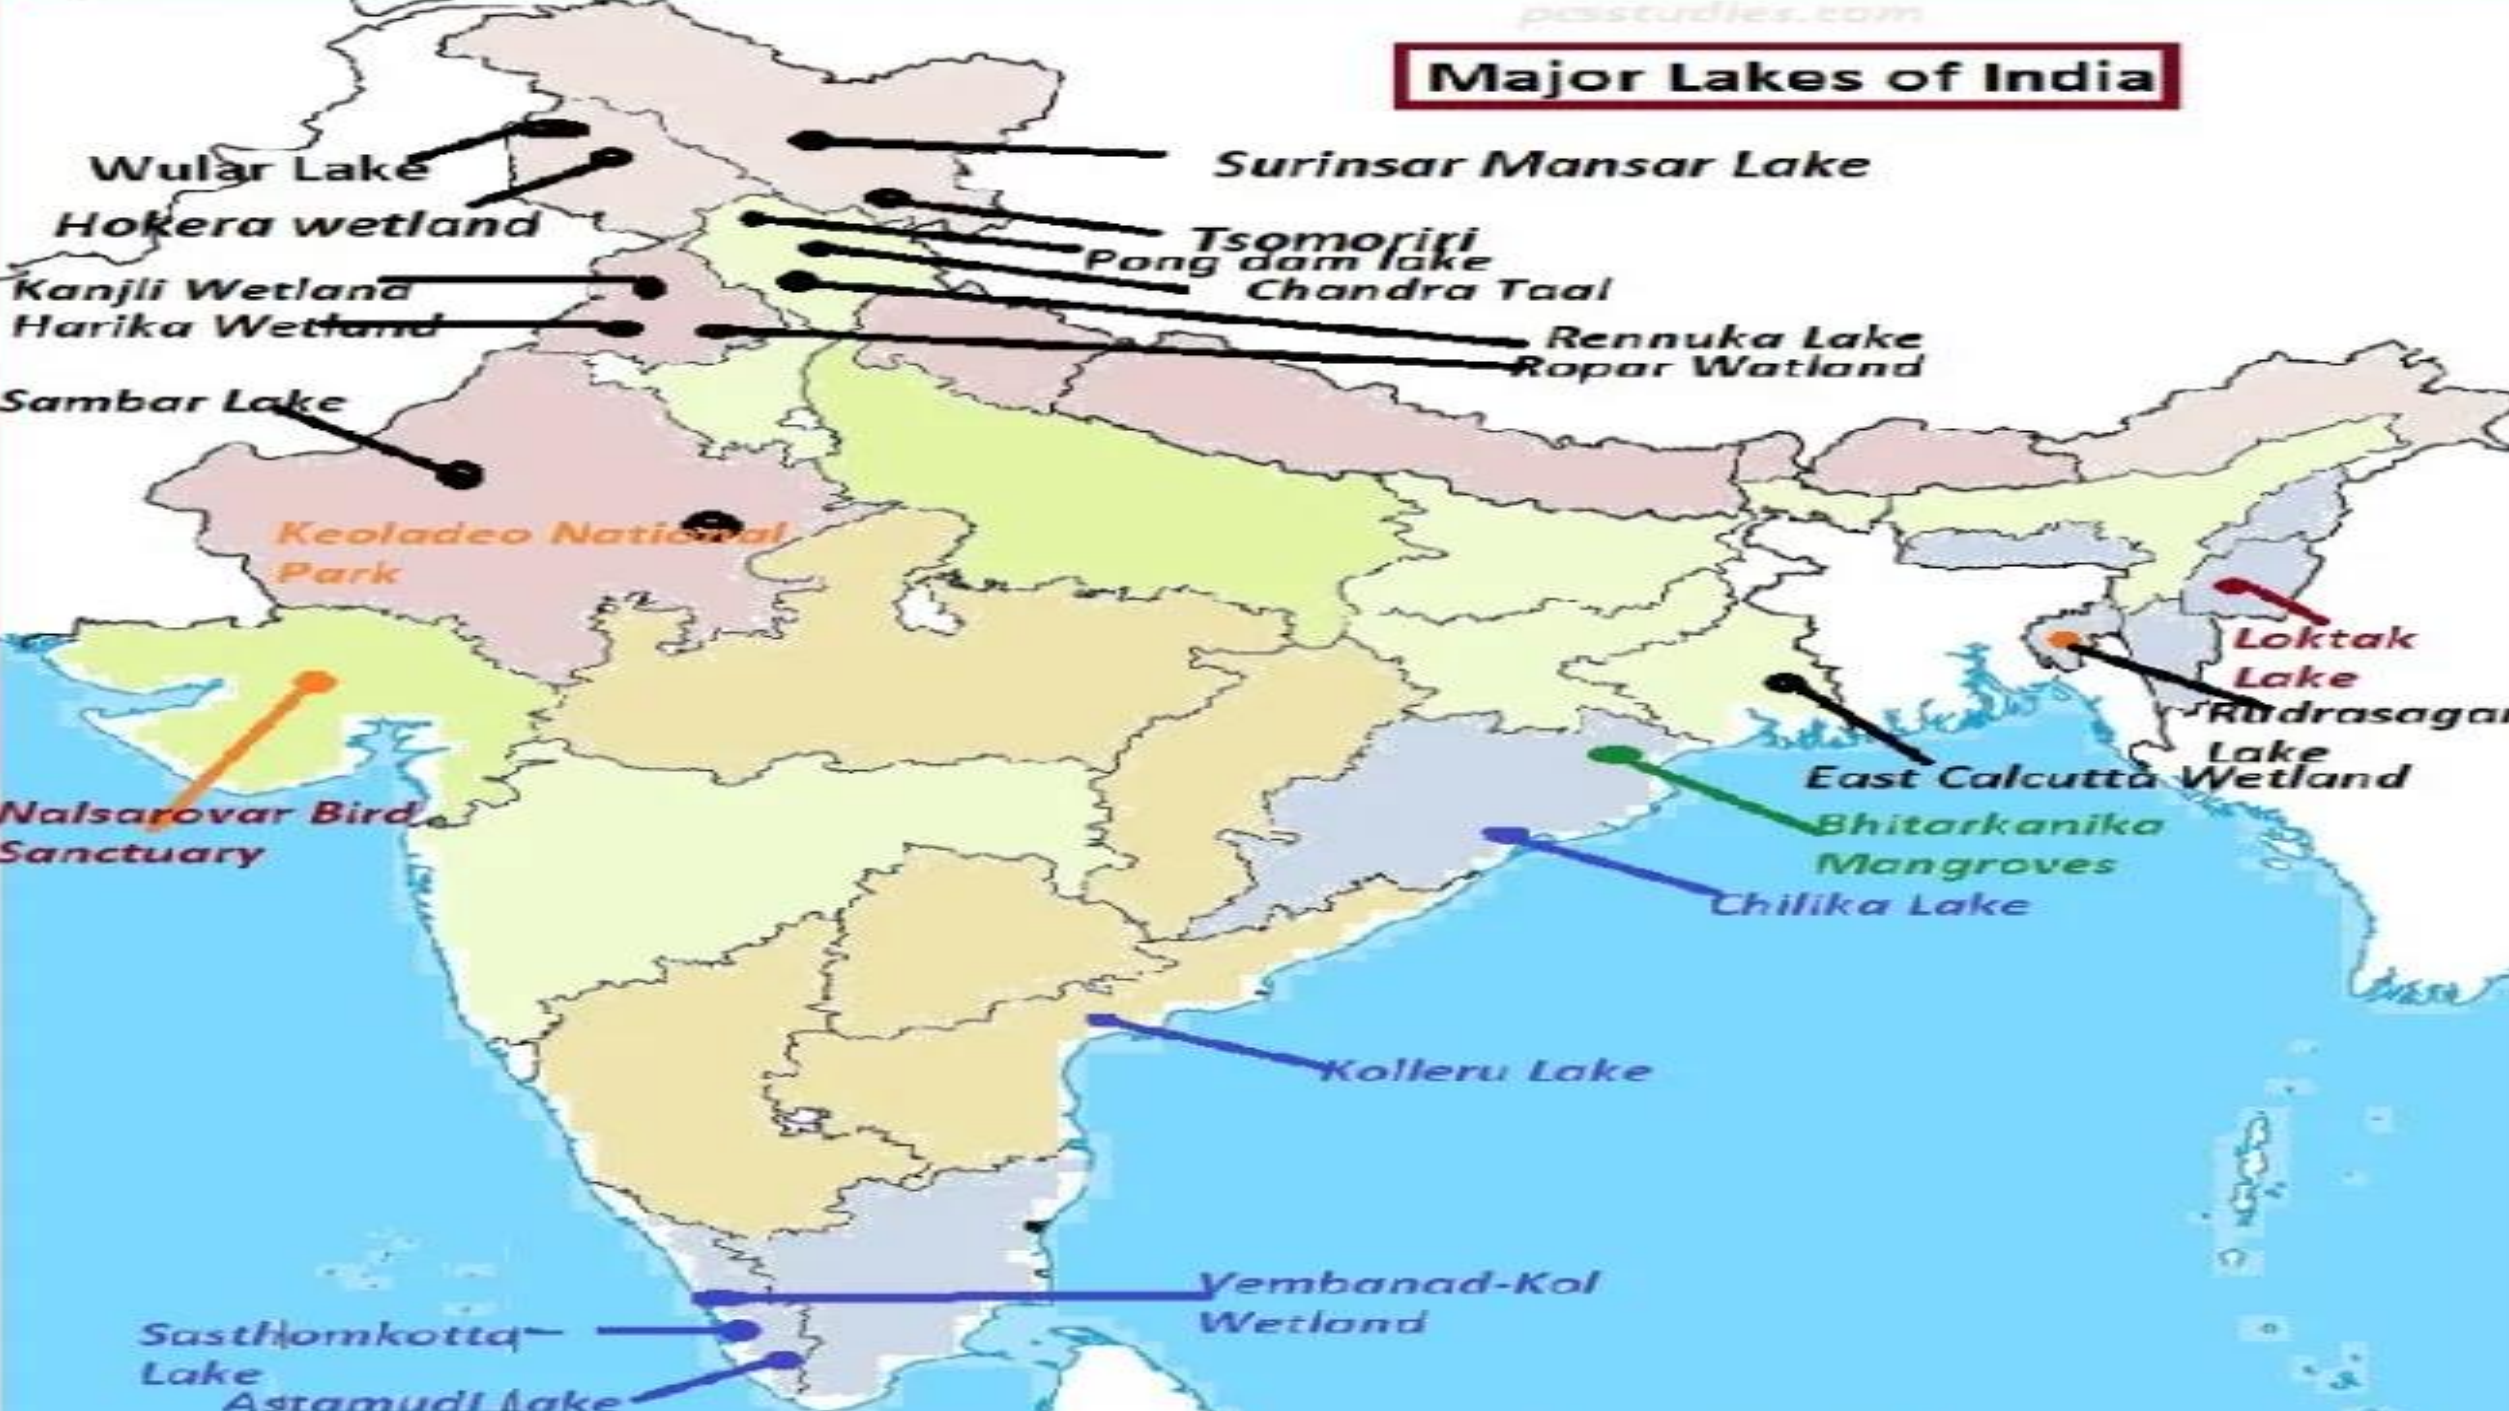 pcsstudies.com
Major Lakes of India
Wular Lake
Surinsar Mansar Lake
Hokera wetland
Tsomoriri
Pong dam lake
Kanjli Wetland
Chandra Taal
Harika Wetland
Rennuka Lake
Ropar Watland
Sambar Lake
Keoladeo National
Park
Loktak
Lake
Rudrasagar
Lake
East Calcutta Wetland
Nalsarovar Bird
Sanctuary
Bhitarkanika
Mangroves
Chilika Lake
Kolleru Lake
Vembanad-Kol
Wetland
Sasthomkotta
Lake
Astamudi Lake